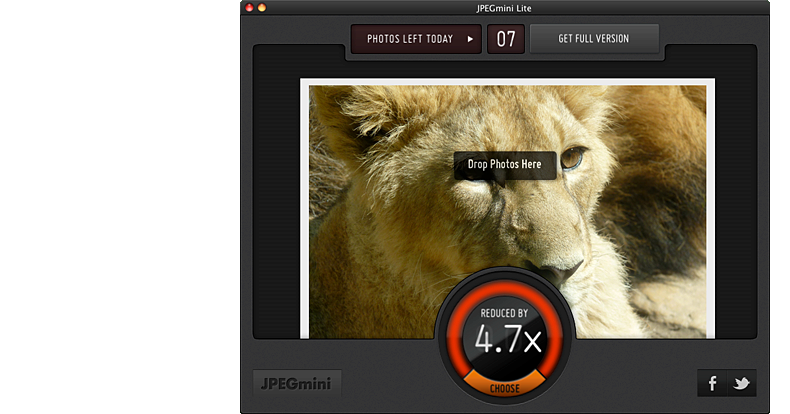 JPEGmini Lite
PHOTOS LEFT TODAY
07
GET FULL VERSION
Drop Photos Here
REDUCED BY
4.7x
CHOOSE
JPEGmini